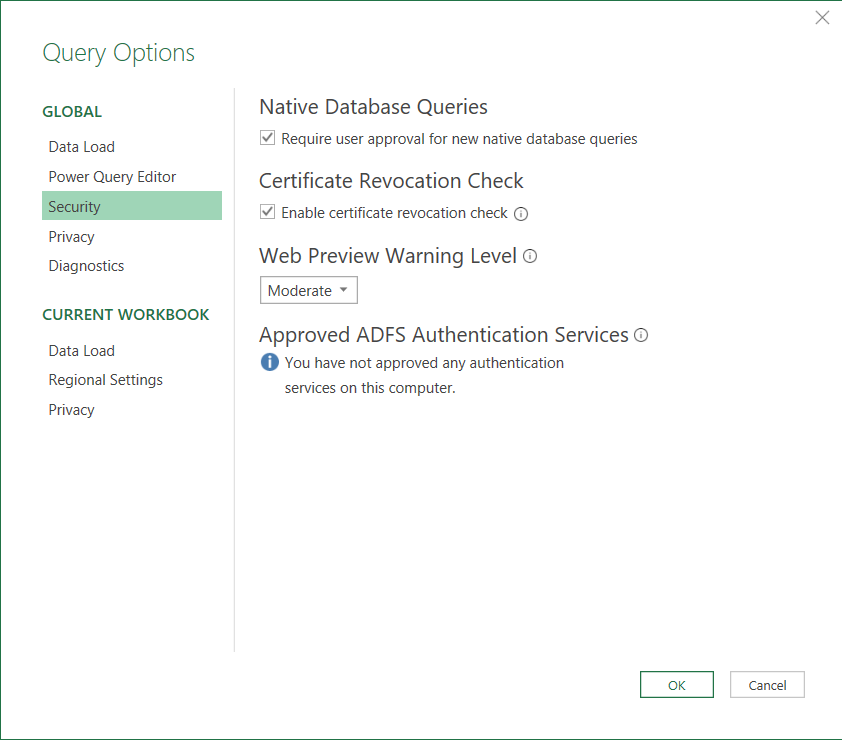 Query Options
GLOBAL
Data Load
Power Query Editor
Security
Privacy
Diagnostics
CURRENT WORKBOOK
Data Load
Regional Settings
Privacy
Native Database Queries
Require user approval for new native database queries
Certificate Revocation Check
Enable certificate revocation check
Web Preview Warning Level
Moderate
Approved ADFS Authentication Services
You have not approved any authentication
services on this computer.
OK
Cancel